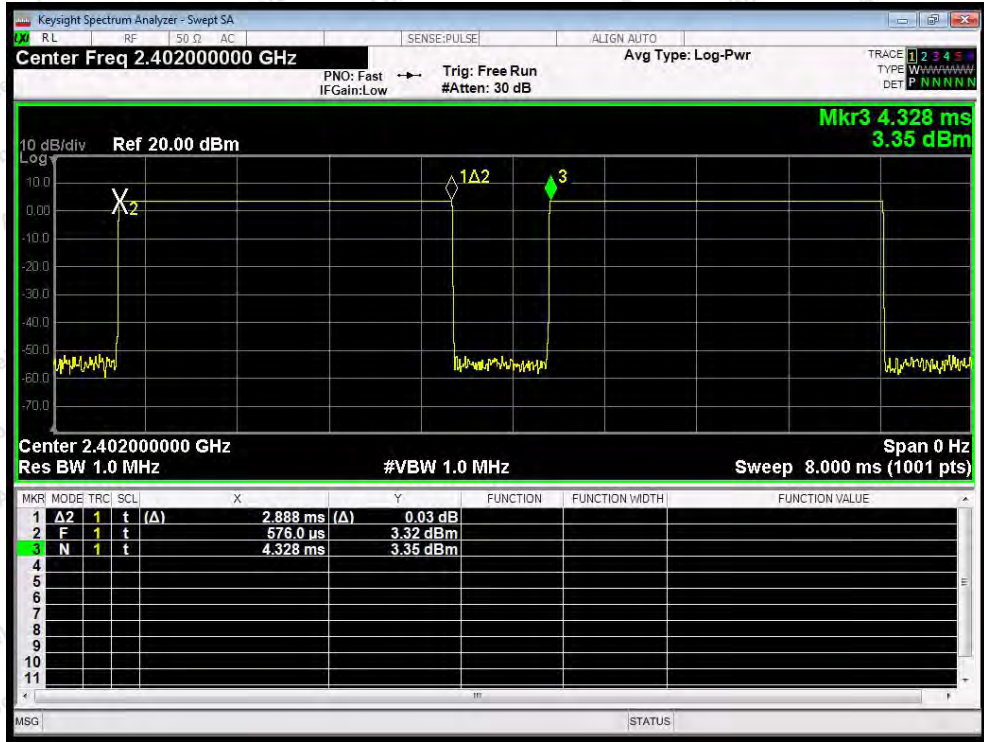 Keysight Spectrum Analyzer - Swept SA
LXI RL RF 50 Ω AC SENSE:PULSE ALIGN AUTO
Center Freq 2.402000000 GHz Avg Type: Log-Pwr TRACE 1 2 3 4 5 6
PNO: Fast Trig: Free Run TYPE WWWWWW
IFGain:Low #Atten: 30 dB DET P N N N N N
Mkr3 4.328 ms
10 dB/div Ref 20.00 dBm 3.35 dBm
Log
10.0 1Δ2 3
0.00 X2
-10.0
-20.0
-30.0
-40.0
-50.0
-60.0
-70.0
Center 2.402000000 GHz Span 0 Hz
Res BW 1.0 MHz #VBW 1.0 MHz Sweep 8.000 ms (1001 pts)
MKR MODE TRC SCL X Y FUNCTION FUNCTION WIDTH FUNCTION VALUE
1 Δ2 1 t (Δ) 2.888 ms (Δ) 0.03 dB
2 F 1 t 576.0 µs 3.32 dBm
3 N 1 t 4.328 ms 3.35 dBm
4
5
6
7
8
9
10
11
MSG STATUS